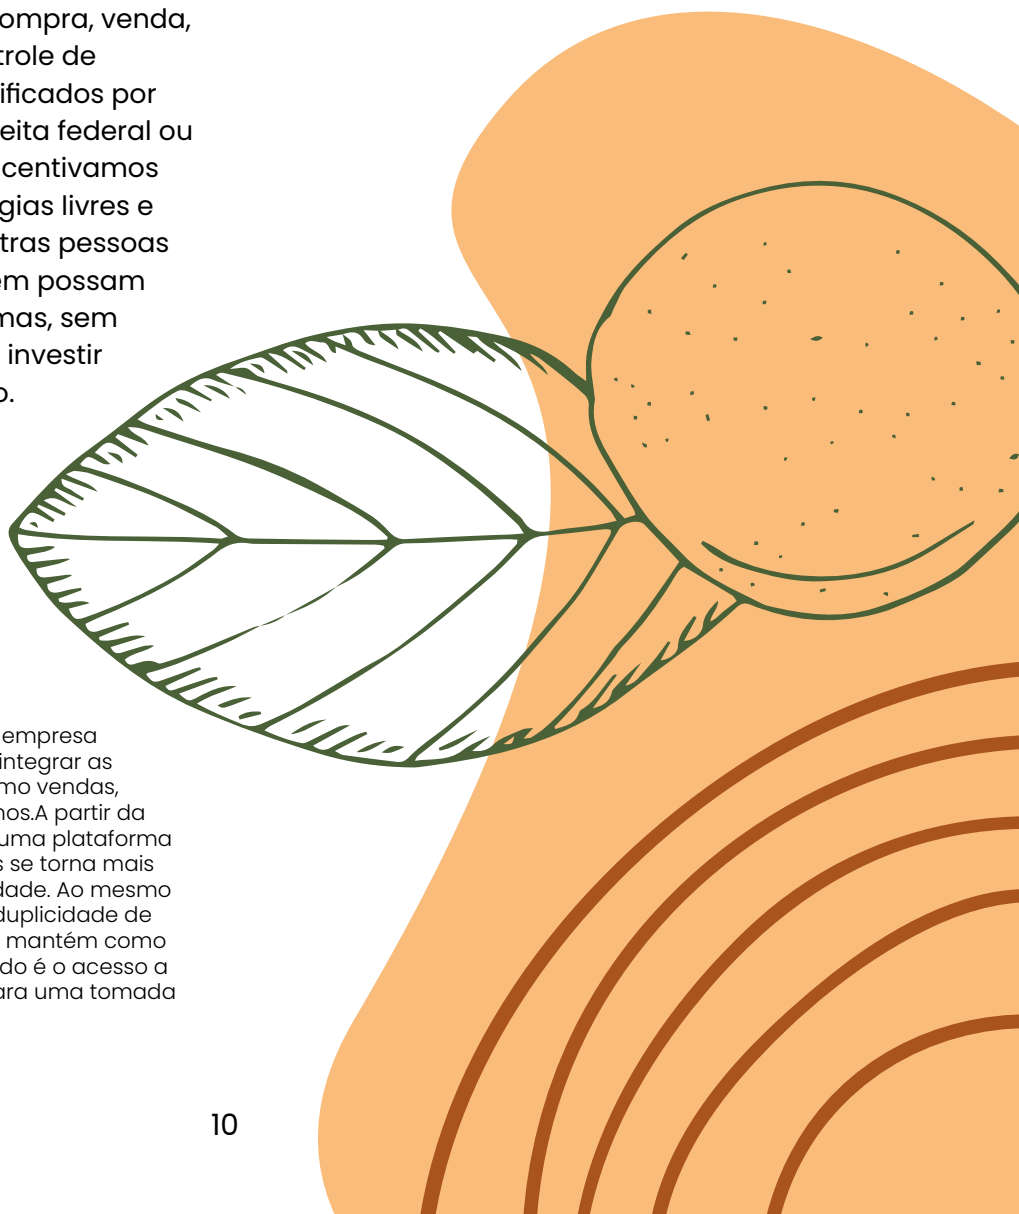 ompra, venda,
trole de
ificados por
eita federal ou
centivamos
gias livres e
tras pessoas
em possam
mas, sem
investir
o.
empresa
integrar as
mo vendas,
nos.A partir da
uma plataforma
s se torna mais
dade. Ao mesmo
duplicidade de
mantém como
do é o acesso a
ara uma tomada
10